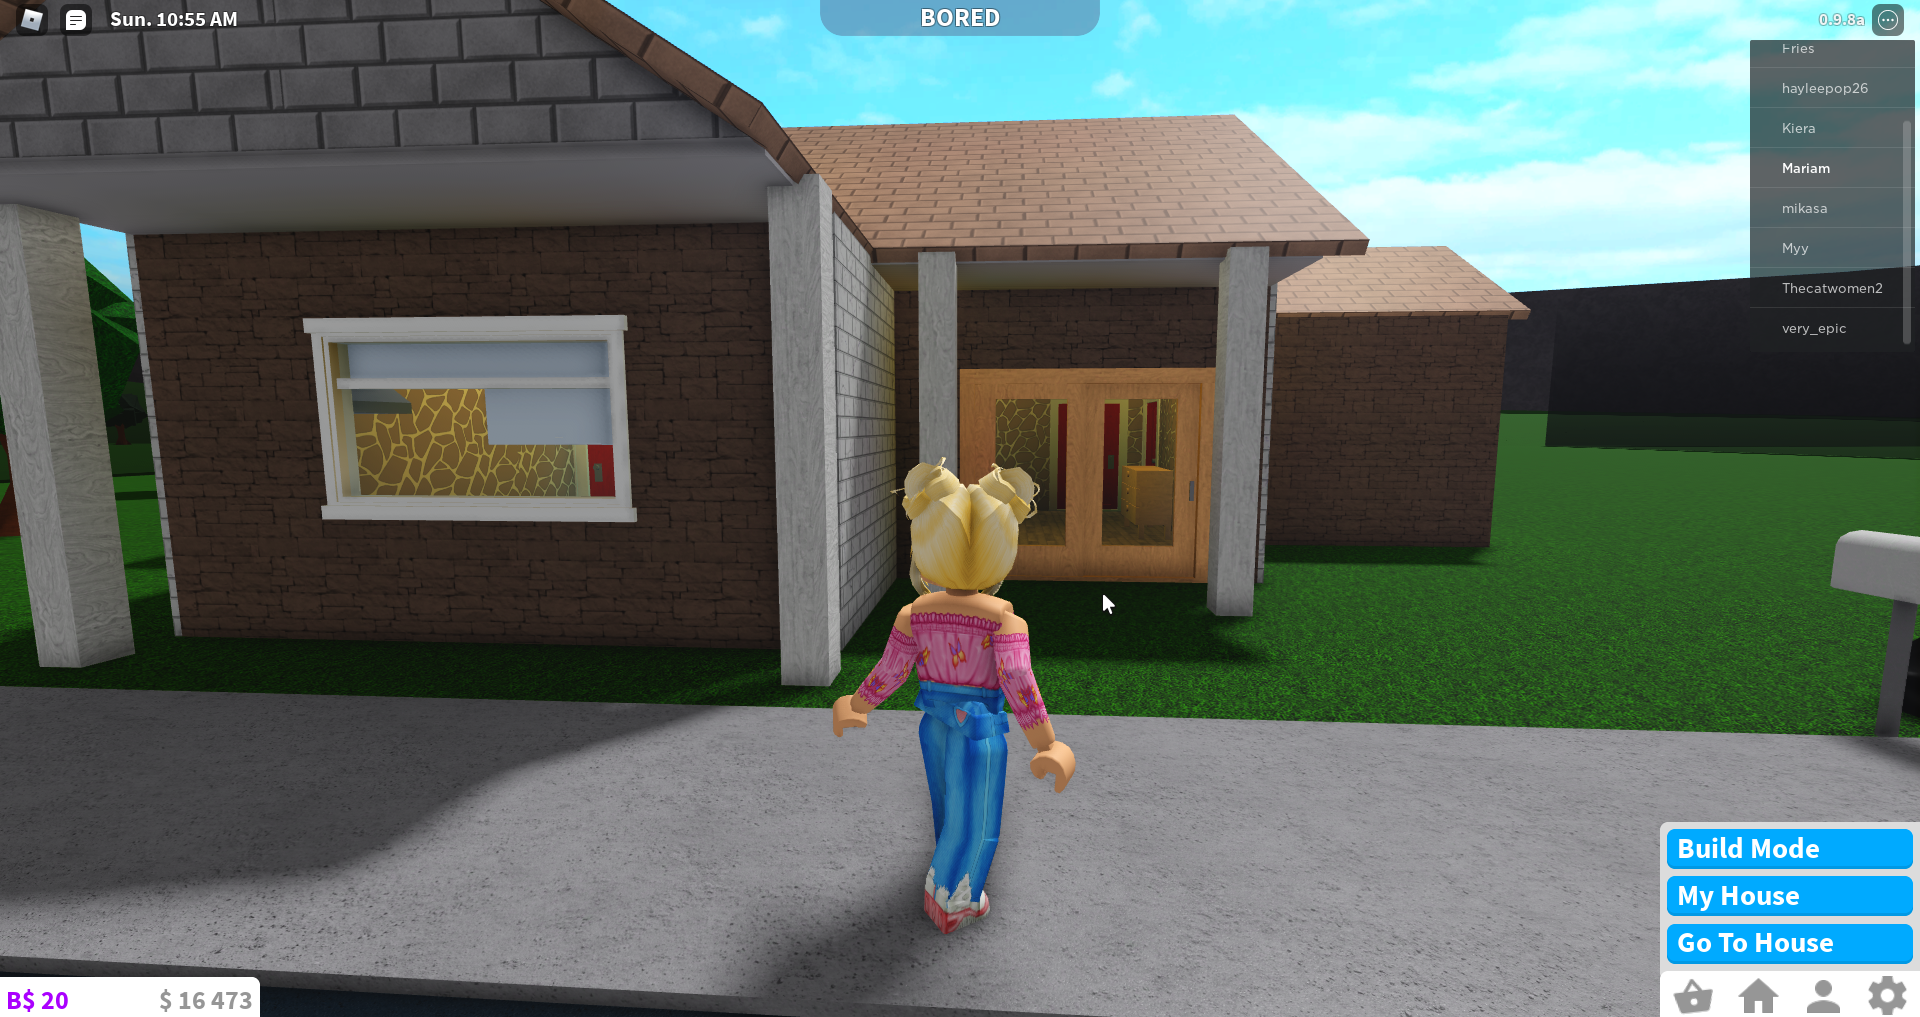 Sun. 10:55 AM
BORED
0.9.8a
Fries
hayleepop26
Kiera
Mariam
mikasa
Myy
Thecatwomen2
very_epic
Build Mode
My House
Go To House
B$ 20
$ 16 473